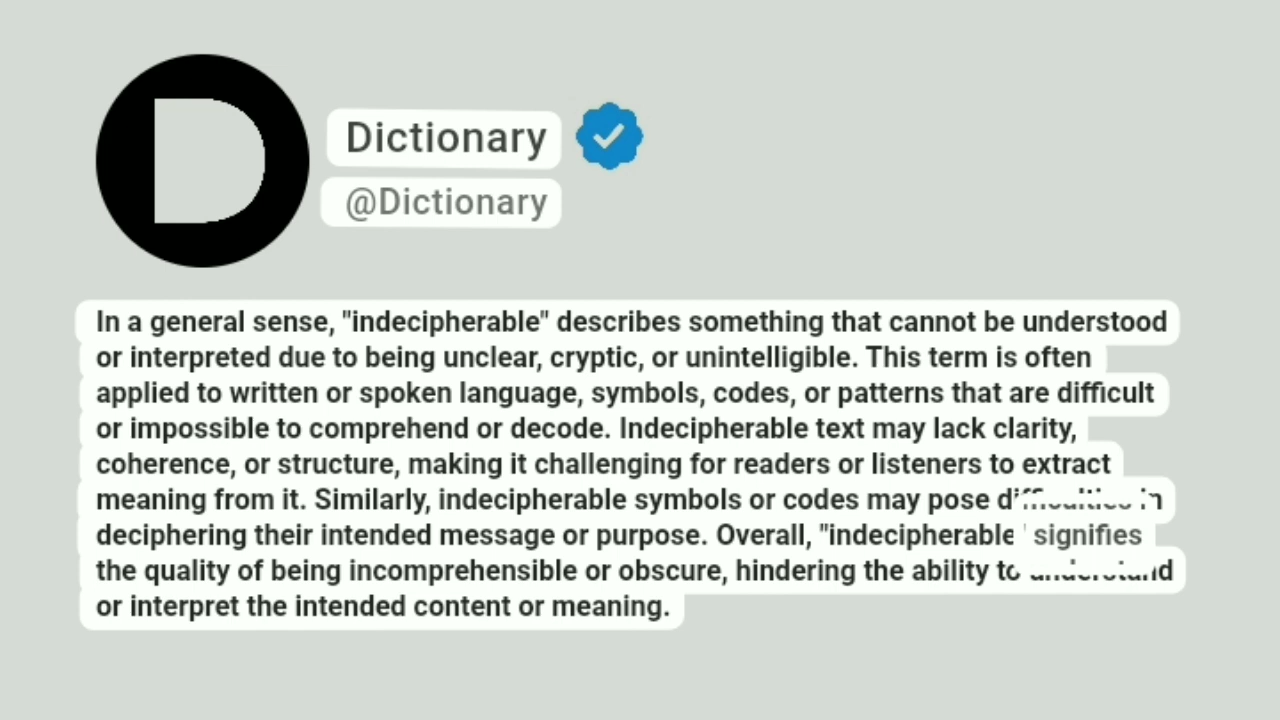 D
Dictionary
@Dictionary
In a general sense, "indecipherable" describes something that cannot be understood
or interpreted due to being unclear, cryptic, or unintelligible. This term is often
applied to written or spoken language, symbols, codes, or patterns that are difficult
or impossible to comprehend or decode. Indecipherable text may lack clarity,
coherence, or structure, making it challenging for readers or listeners to extract
meaning from it. Similarly, indecipherable symbols or codes may pose difficulties in
deciphering their intended message or purpose. Overall, "indecipherable" signifies
the quality of being incomprehensible or obscure, hindering the ability to understand
or interpret the intended content or meaning.